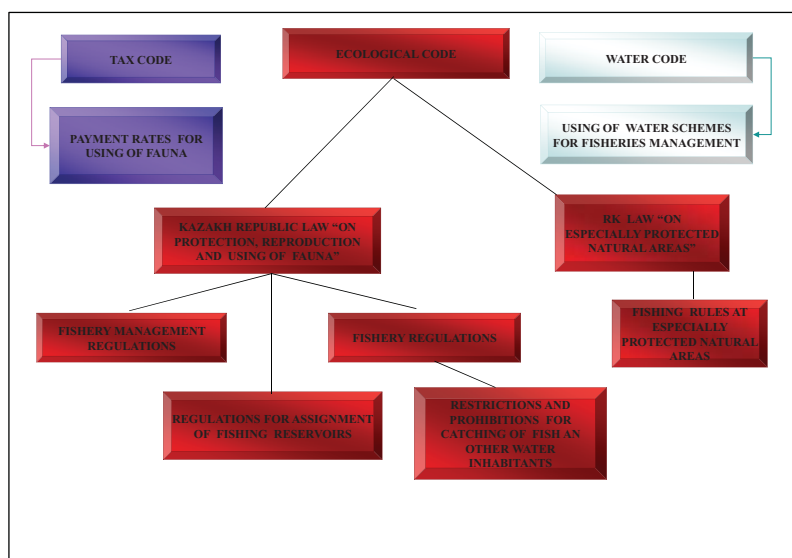 TAX CODE
ECOLOGICAL CODE
WATER CODE
PAYMENT RATES FOR
USING OF FAUNA
USING OF WATER SCHEMES
FOR FISHERIES MANAGEMENT
KAZAKH REPUBLIC LAW “ON
PROTECTION, REPRODUCTION
AND USING OF FAUNA”
RK LAW “ON
ESPECIALLY PROTECTED
NATURAL AREAS”
FISHERY MANAGEMENT
REGULATIONS
FISHERY REGULATIONS
FISHING RULES AT
ESPECIALLY
PROTECTED NATURAL
AREAS
REGULATIONS FOR ASSIGNMENT
OF FISHING RESERVOIRS
RESTRICTIONS AND
PROHIBITIONS FOR
CATCHING OF FISH AN
OTHER WATER
INHABITANTS